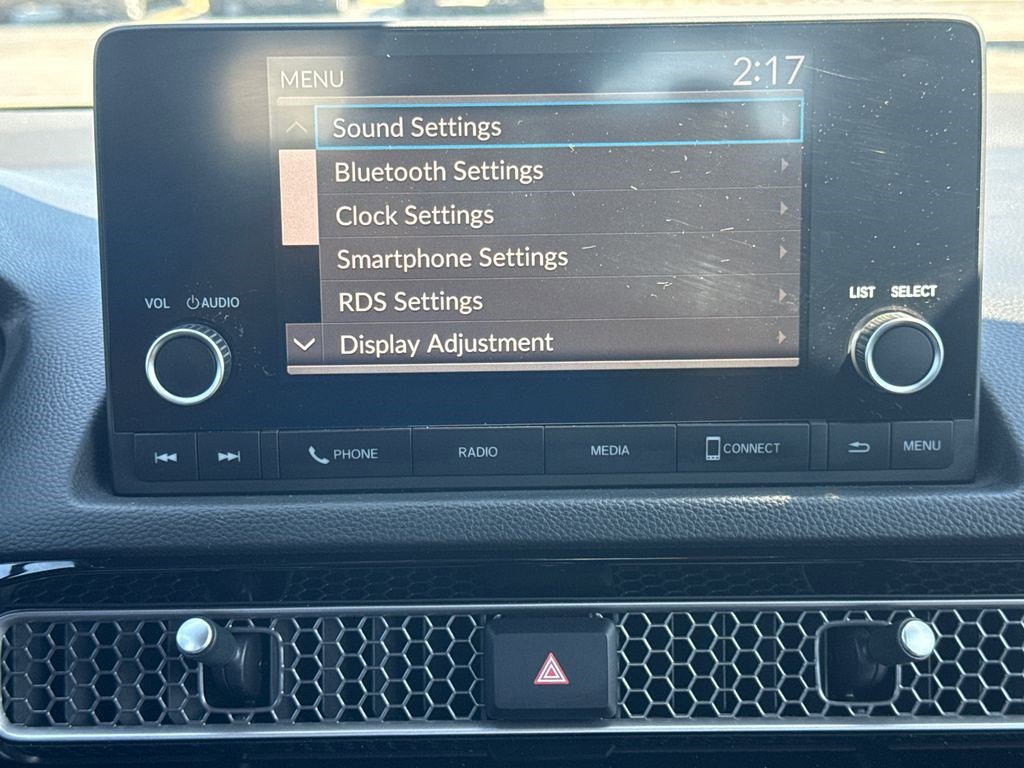 MENU 2:17
Sound Settings
Bluetooth Settings
Clock Settings
Smartphone Settings
RDS Settings
Display Adjustment
VOL AUDIO
LIST SELECT
PHONE RADIO MEDIA CONNECT MENU